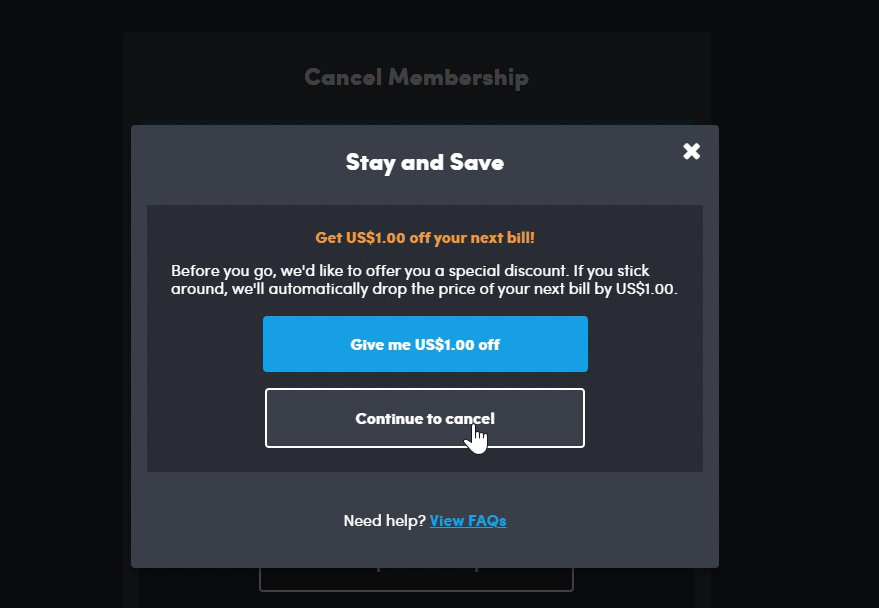 Cancel Membership
Stay and Save
Get US$1.00 off your next bill!
Before you go, we'd like to offer you a special discount. If you stick
around, we'll automatically drop the price of your next bill by US$1.00.
Give me US$1.00 off
Continue to cancel
Need help? View FAQs